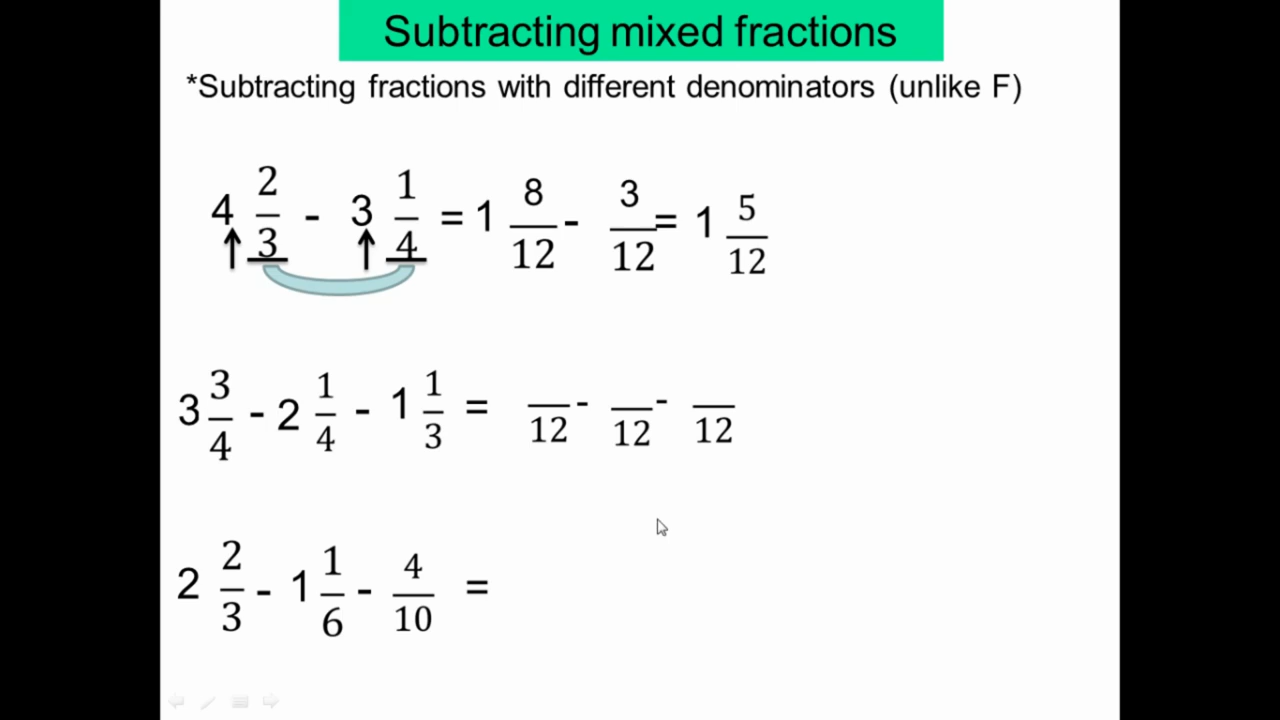 Subtracting mixed fractions
*Subtracting fractions with different denominators (unlike F)
4 2/3 - 3 1/4 = 1 8/12 - 3/12 = 1 5/12
3 3/4 - 2 1/4 - 1 1/3 = /12 - /12 - /12
2 2/3 - 1 1/6 - 4/10 =